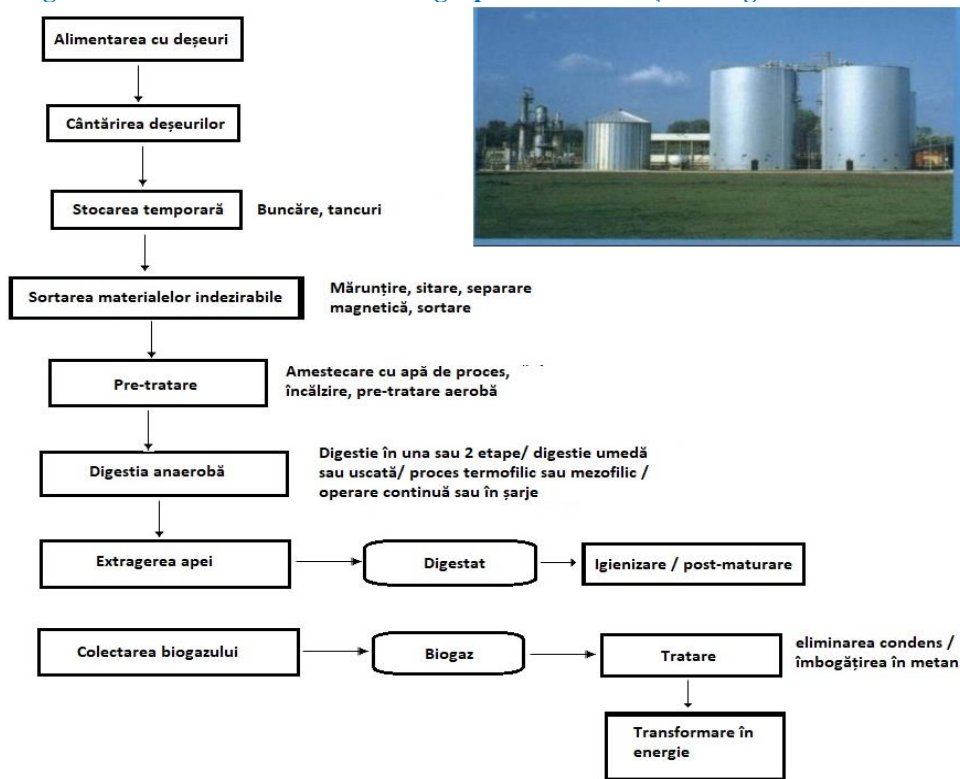 Alimentarea cu deșeuri
Cântărirea deșeurilor
Stocarea temporară
Buncăre, tancuri
Sortarea materialelor indezirabile
Mărunțire, sitare, separare
magnetică, sortare
Pre-tratare
Amestecare cu apă de proces,
încălzire, pre-tratare aerobă
Digestia anaerobă
Digestie în una sau 2 etape/ digestie umedă
sau uscată/ proces termofilic sau mezofilic /
operare continuă sau în șarje
Extragerea apei
Digestat
Igienizare / post-maturare
Colectarea biogazului
Biogaz
Tratare
eliminarea condens /
îmbogățirea în metan
Transformare în
energie